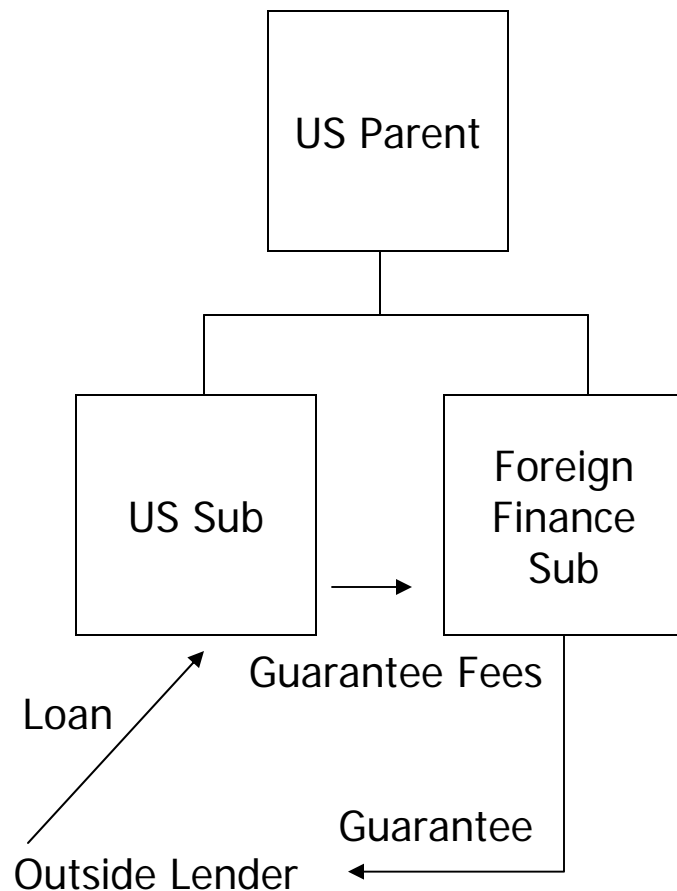 US Parent
US Sub
Foreign
Finance
Sub
Guarantee Fees
Loan
Guarantee
Outside Lender